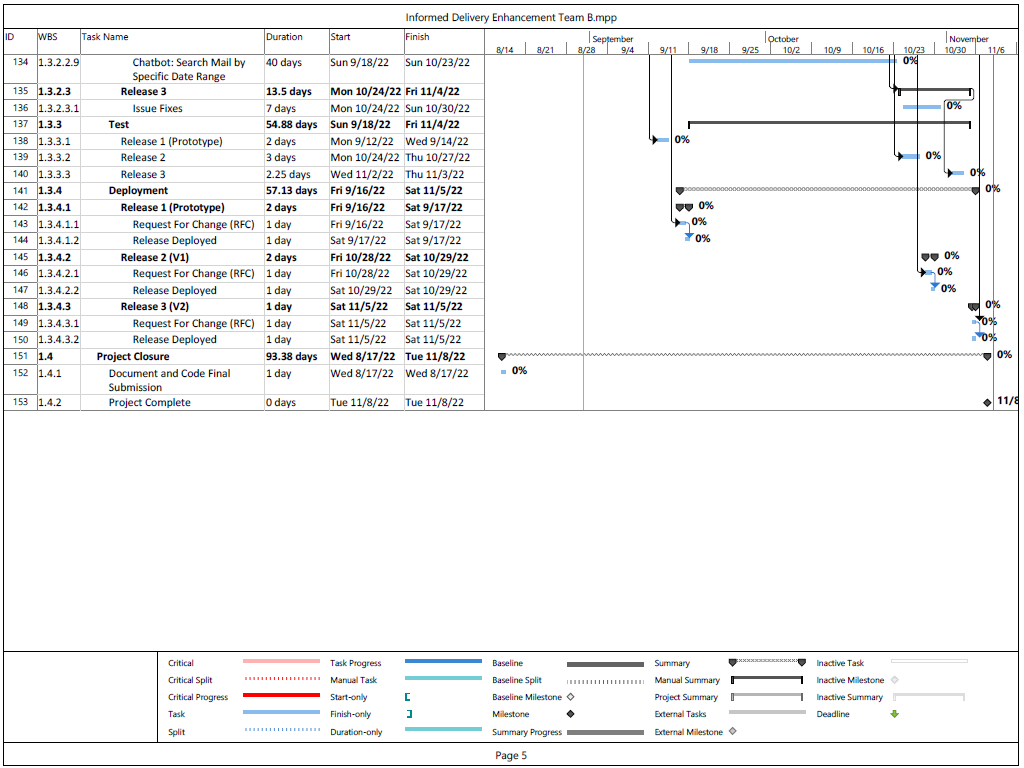 Informed Delivery Enhancement Team B.mpp
ID WBS Task Name Duration Start Finish September October November
8/14 8/21 8/28 9/4 9/11 9/18 9/25 10/2 10/9 10/16 10/23 10/30 11/6
134 1.3.2.2.9 Chatbot: Search Mail by 40 days Sun 9/18/22 Sun 10/23/22 0%
Specific Date Range
135 1.3.2.3 Release 3 13.5 days Mon 10/24/22 Fri 11/4/22
136 1.3.2.3.1 Issue Fixes 7 days Mon 10/24/22 Sun 10/30/22 0%
137 1.3.3 Test 54.88 days Sun 9/18/22 Fri 11/4/22
138 1.3.3.1 Release 1 (Prototype) 2 days Mon 9/12/22 Wed 9/14/22 0%
139 1.3.3.2 Release 2 3 days Mon 10/24/22 Thu 10/27/22 0%
140 1.3.3.3 Release 3 2.25 days Wed 11/2/22 Thu 11/3/22 0%
141 1.3.4 Deployment 57.13 days Fri 9/16/22 Sat 11/5/22 0%
142 1.3.4.1 Release 1 (Prototype) 2 days Fri 9/16/22 Sat 9/17/22 0%
143 1.3.4.1.1 Request For Change (RFC) 1 day Fri 9/16/22 Sat 9/17/22 0%
144 1.3.4.1.2 Release Deployed 1 day Sat 9/17/22 Sat 9/17/22 0%
145 1.3.4.2 Release 2 (V1) 2 days Fri 10/28/22 Sat 10/29/22 0%
146 1.3.4.2.1 Request For Change (RFC) 1 day Fri 10/28/22 Sat 10/29/22 0%
147 1.3.4.2.2 Release Deployed 1 day Sat 10/29/22 Sat 10/29/22 0%
148 1.3.4.3 Release 3 (V2) 1 day Sat 11/5/22 Sat 11/5/22 0%
149 1.3.4.3.1 Request For Change (RFC) 1 day Sat 11/5/22 Sat 11/5/22 0%
150 1.3.4.3.2 Release Deployed 1 day Sat 11/5/22 Sat 11/5/22 0%
151 1.4 Project Closure 93.38 days Wed 8/17/22 Tue 11/8/22 0%
152 1.4.1 Document and Code Final 1 day Wed 8/17/22 Wed 8/17/22 0%
Submission
153 1.4.2 Project Complete 0 days Tue 11/8/22 Tue 11/8/22 11/8
Critical Task Progress Baseline Summary Inactive Task
Critical Split Manual Task Baseline Split Manual Summary Inactive Milestone
Critical Progress Start-only Baseline Milestone Project Summary Inactive Summary
Task Finish-only Milestone External Tasks Deadline
Split Duration-only Summary Progress External Milestone
Page 5